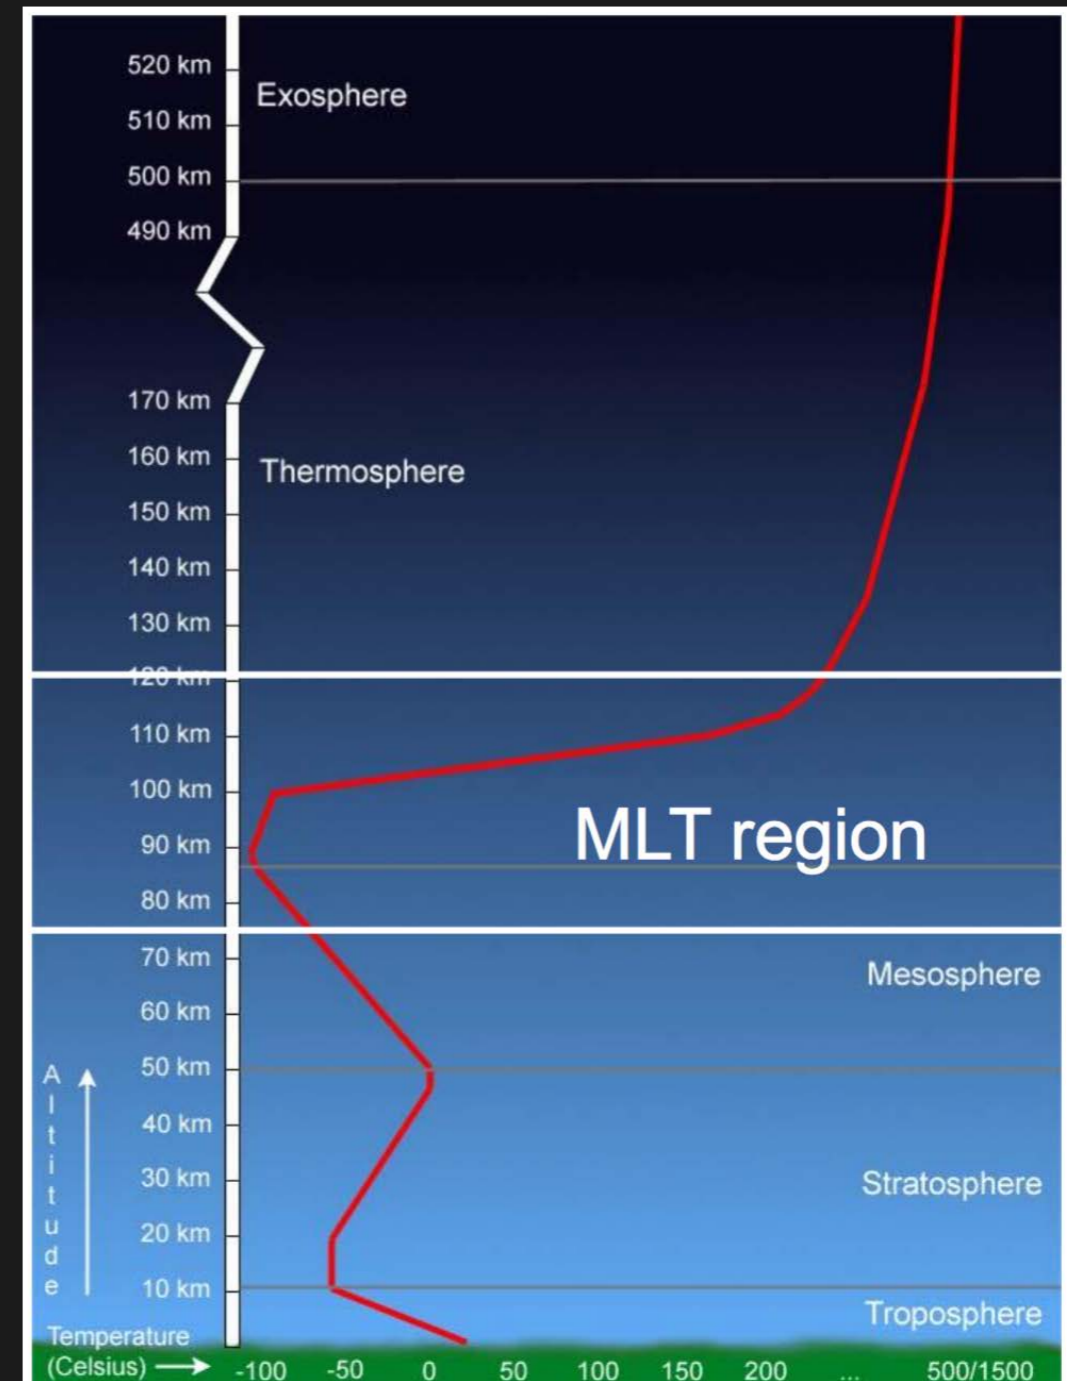 520 km
Exosphere
510 km
500 km
490 km
170 km
160 km
Thermosphere
150 km
140 km
130 km
120 km
110 km
100 km
MLT region
90 km
80 km
70 km
Mesosphere
60 km
50 km
40 km
30 km
Stratosphere
20 km
10 km
Troposphere
Altitude
Temperature
(Celsius)
-100 -50 0 50 100 150 200 ... 500/1500